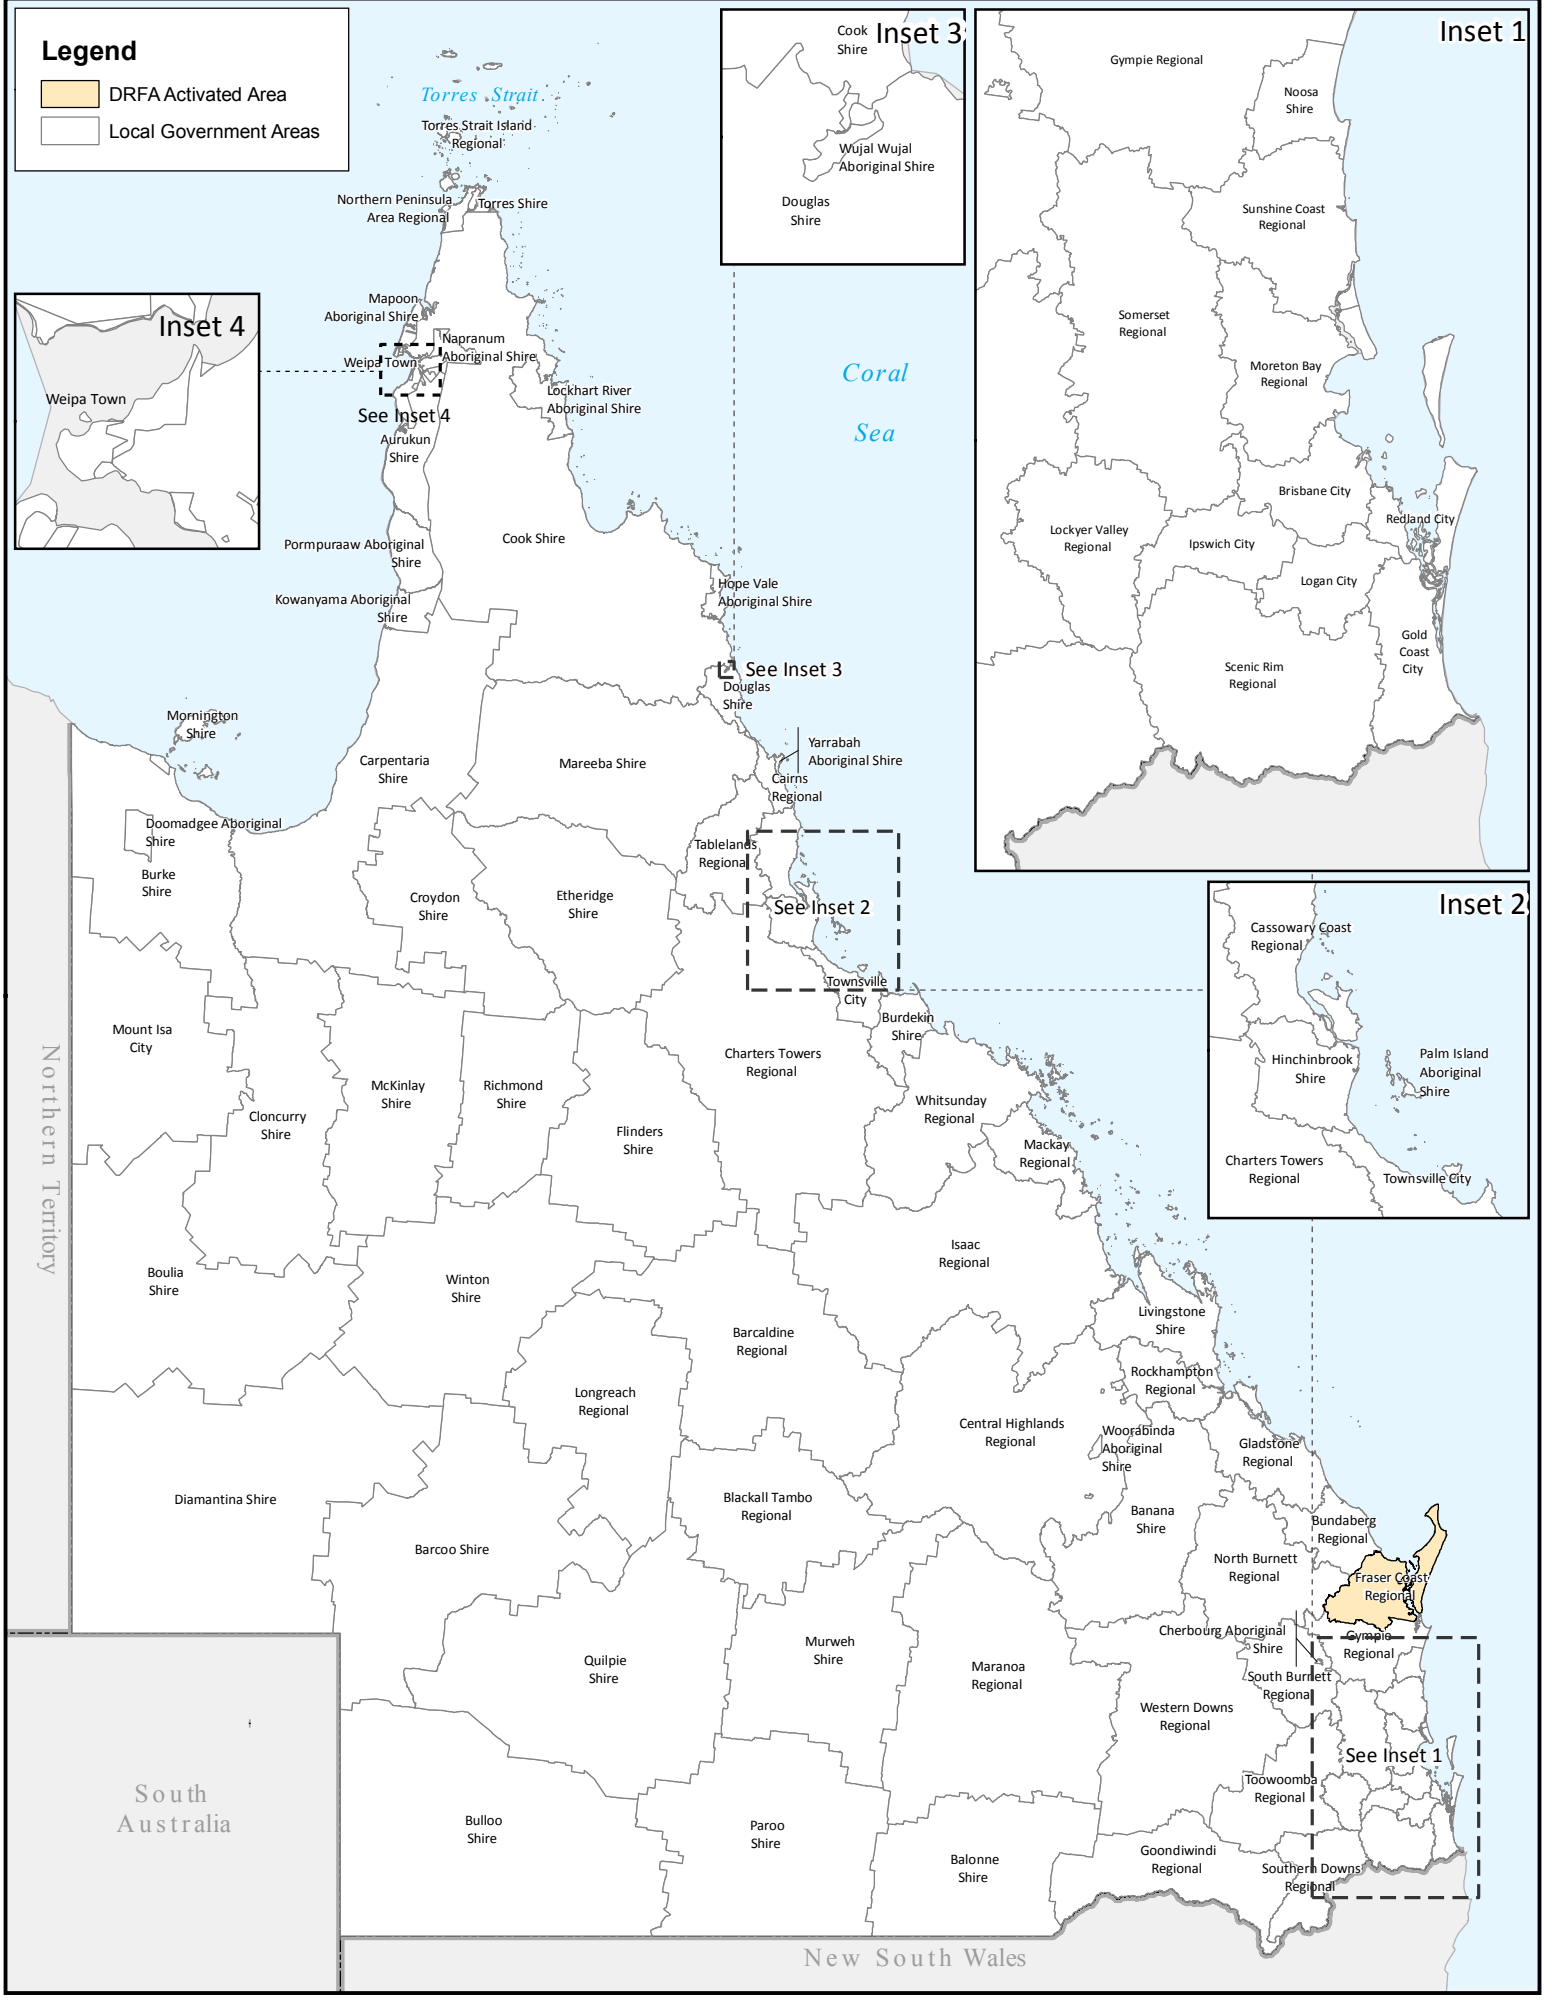 Legend
DRFA Activated Area
Local Government Areas
Inset 3
Cook
Shire
Wujal Wujal
Aboriginal Shire
Douglas
Shire
Inset 1
Gympie Regional
Noosa
Shire
Sunshine Coast
Regional
Somerset
Regional
Moreton Bay
Regional
Brisbane City
Redland City
Lockyer Valley
Regional
Ipswich City
Logan City
Gold
Coast
City
Scenic Rim
Regional
Inset 4
Weipa Town
Inset 2
Cassowary Coast
Regional
Hinchinbrook
Shire
Palm Island
Aboriginal
Shire
Charters Towers
Regional
Townsville City
Torres Strait
Torres Strait Island
Regional
Northern Peninsula
Area Regional
Torres Shire
Mapoon
Aboriginal Shire
Napranum
Aboriginal Shire
Weipa Town
See Inset 4
Lockhart River
Aboriginal Shire
Aurukun
Shire
Coral
Sea
Cook Shire
Pormpuraaw Aboriginal
Shire
Kowanyama Aboriginal
Shire
Hope Vale
Aboriginal Shire
See Inset 3
Douglas
Shire
Mornington
Shire
Carpentaria
Shire
Mareeba Shire
Yarrabah
Aboriginal Shire
Cairns
Regional
Doomadgee Aboriginal
Shire
Burke
Shire
Tablelands
Regional
Croydon
Shire
Etheridge
Shire
See Inset 2
Townsville
City
Burdekin
Shire
Mount Isa
City
Charters Towers
Regional
Northern Territory
Cloncurry
Shire
McKinlay
Shire
Richmond
Shire
Flinders
Shire
Whitsunday
Regional
Mackay
Regional
Isaac
Regional
Boulia
Shire
Winton
Shire
Livingstone
Shire
Barcaldine
Regional
Rockhampton
Regional
Longreach
Regional
Central Highlands
Regional
Woorabinda
Aboriginal
Shire
Gladstone
Regional
Diamantina Shire
Blackall Tambo
Regional
Banana
Shire
Bundaberg
Regional
Barcoo Shire
North Burnett
Regional
Fraser Coast
Regional
Cherbourg Aboriginal
Shire
Gympie
Regional
Quilpie
Shire
Murweh
Shire
Maranoa
Regional
South Burnett
Regional
Western Downs
Regional
See Inset 1
Toowoomba
Regional
South
Australia
Bulloo
Shire
Paroo
Shire
Balonne
Shire
Goondiwindi
Regional
Southern Downs
Regional
New South Wales